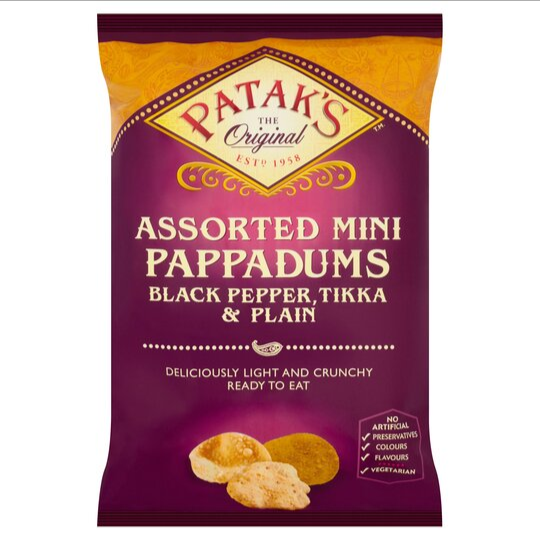 PATAK'S
THE
Original
ESTD 1958
TM
ASSORTED MINI
PAPPADUMS
BLACK PEPPER, TIKKA
& PLAIN
DELICIOUSLY LIGHT AND CRUNCHY
READY TO EAT
NO
ARTIFICIAL
✓ PRESERVATIVES
✓ COLOURS
✓ FLAVOURS
✓ VEGETARIAN